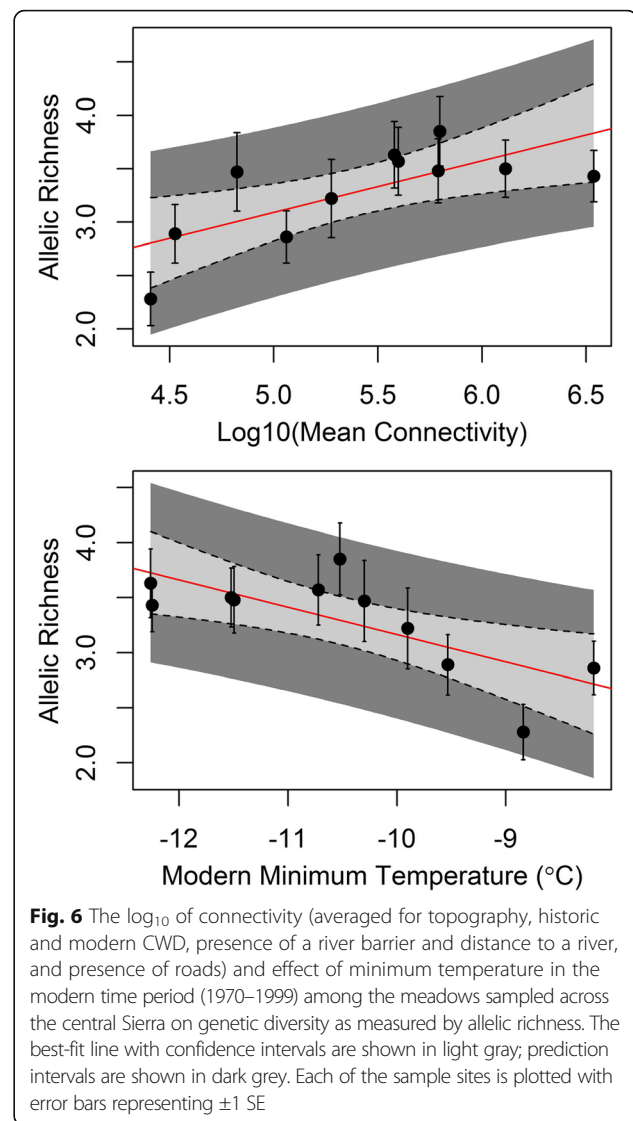 4.0
3.0
2.0
Allelic Richness
4.5 5.0 5.5 6.0 6.5
Log10(Mean Connectivity)
4.0
3.0
2.0
Allelic Richness
-12 -11 -10 -9
Modern Minimum Temperature (°C)
Fig. 6 The log₁₀ of connectivity (averaged for topography, historic
and modern CWD, presence of a river barrier and distance to a river,
and presence of roads) and effect of minimum temperature in the
modern time period (1970–1999) among the meadows sampled across
the central Sierra on genetic diversity as measured by allelic richness. The
best-fit line with confidence intervals are shown in light gray; prediction
intervals are shown in dark grey. Each of the sample sites is plotted with
error bars representing ±1 SE